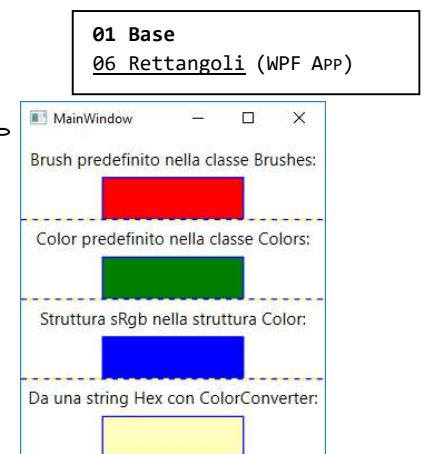 01 Base
06 Rettangoli (WPF APP)
MainWindow
Brush predefinito nella classe Brushes:
Color predefinito nella classe Colors:
Struttura sRgb nella struttura Color:
Da una string Hex con ColorConverter: